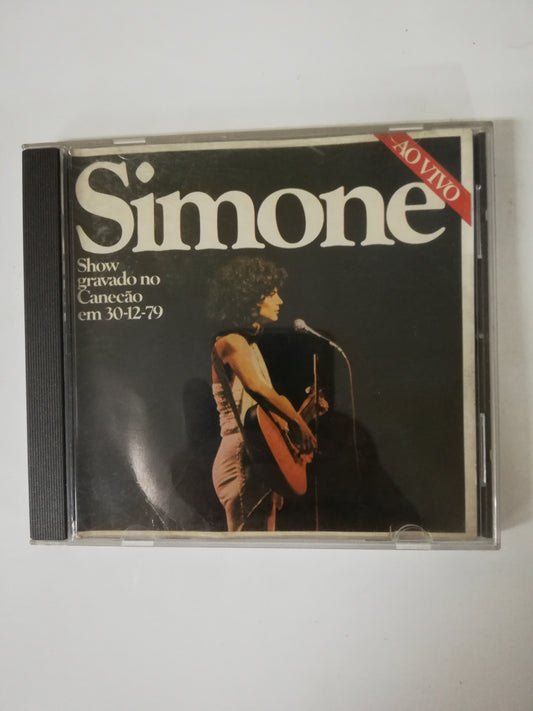 Simone
AO VIVO
Show
gravado no
Canecão
em 30-12-79